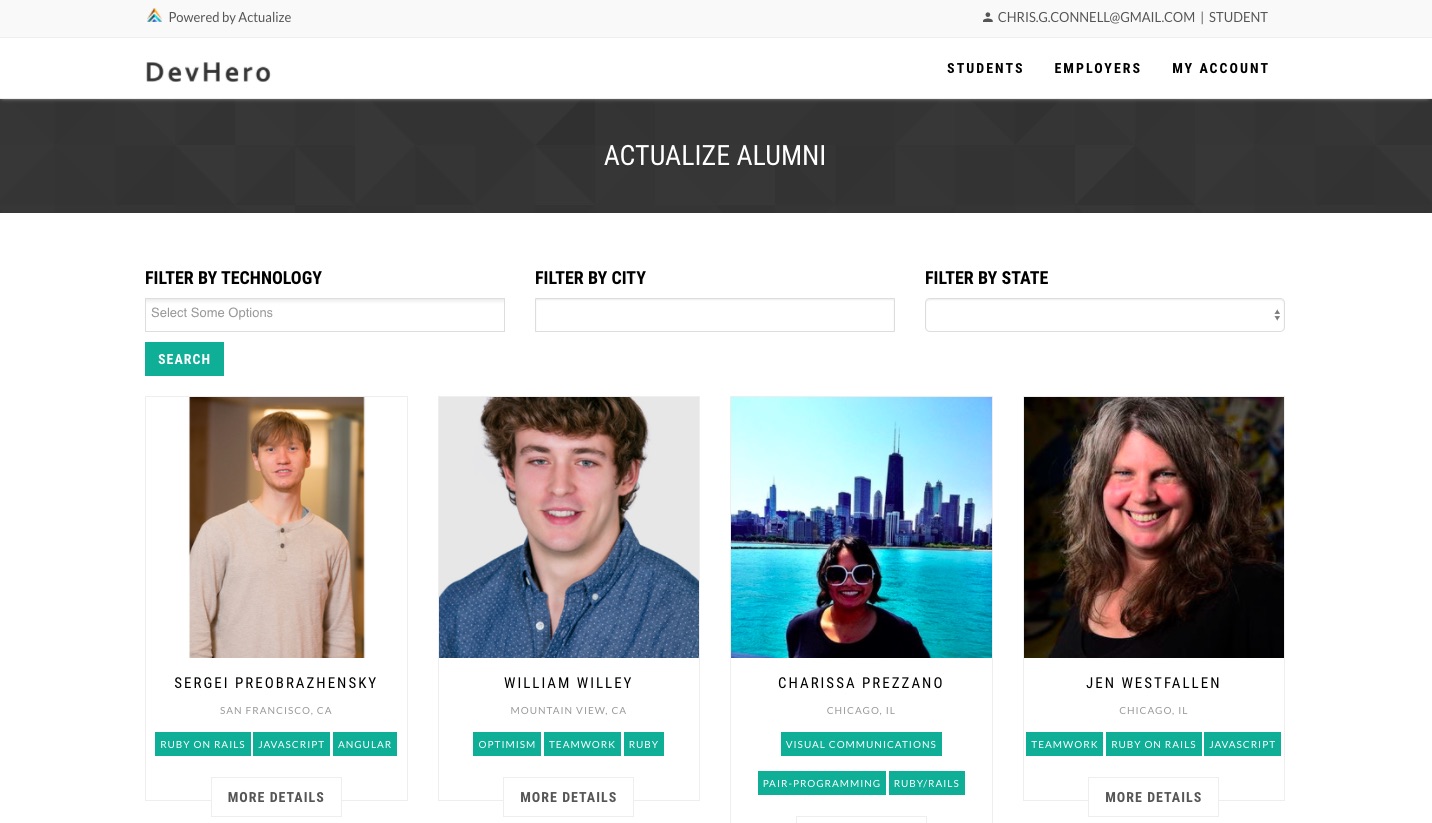 Powered by Actualize
CHRIS.G.CONNELL@GMAIL.COM | STUDENT
DevHero
STUDENTS EMPLOYERS MY ACCOUNT
ACTUALIZE ALUMNI
FILTER BY TECHNOLOGY FILTER BY CITY FILTER BY STATE
Select Some Options
SEARCH
SERGEI PREOBRAZHENSKY WILLIAM WILLEY CHARISSA PREZZANO JEN WESTFALLEN
SAN FRANCISCO, CA MOUNTAIN VIEW, CA CHICAGO, IL CHICAGO, IL
RUBY ON RAILS JAVASCRIPT ANGULAR OPTIMISM TEAMWORK RUBY VISUAL COMMUNICATIONS TEAMWORK RUBY ON RAILS JAVASCRIPT
PAIR-PROGRAMMING RUBY/RAILS
MORE DETAILS MORE DETAILS MORE DETAILS